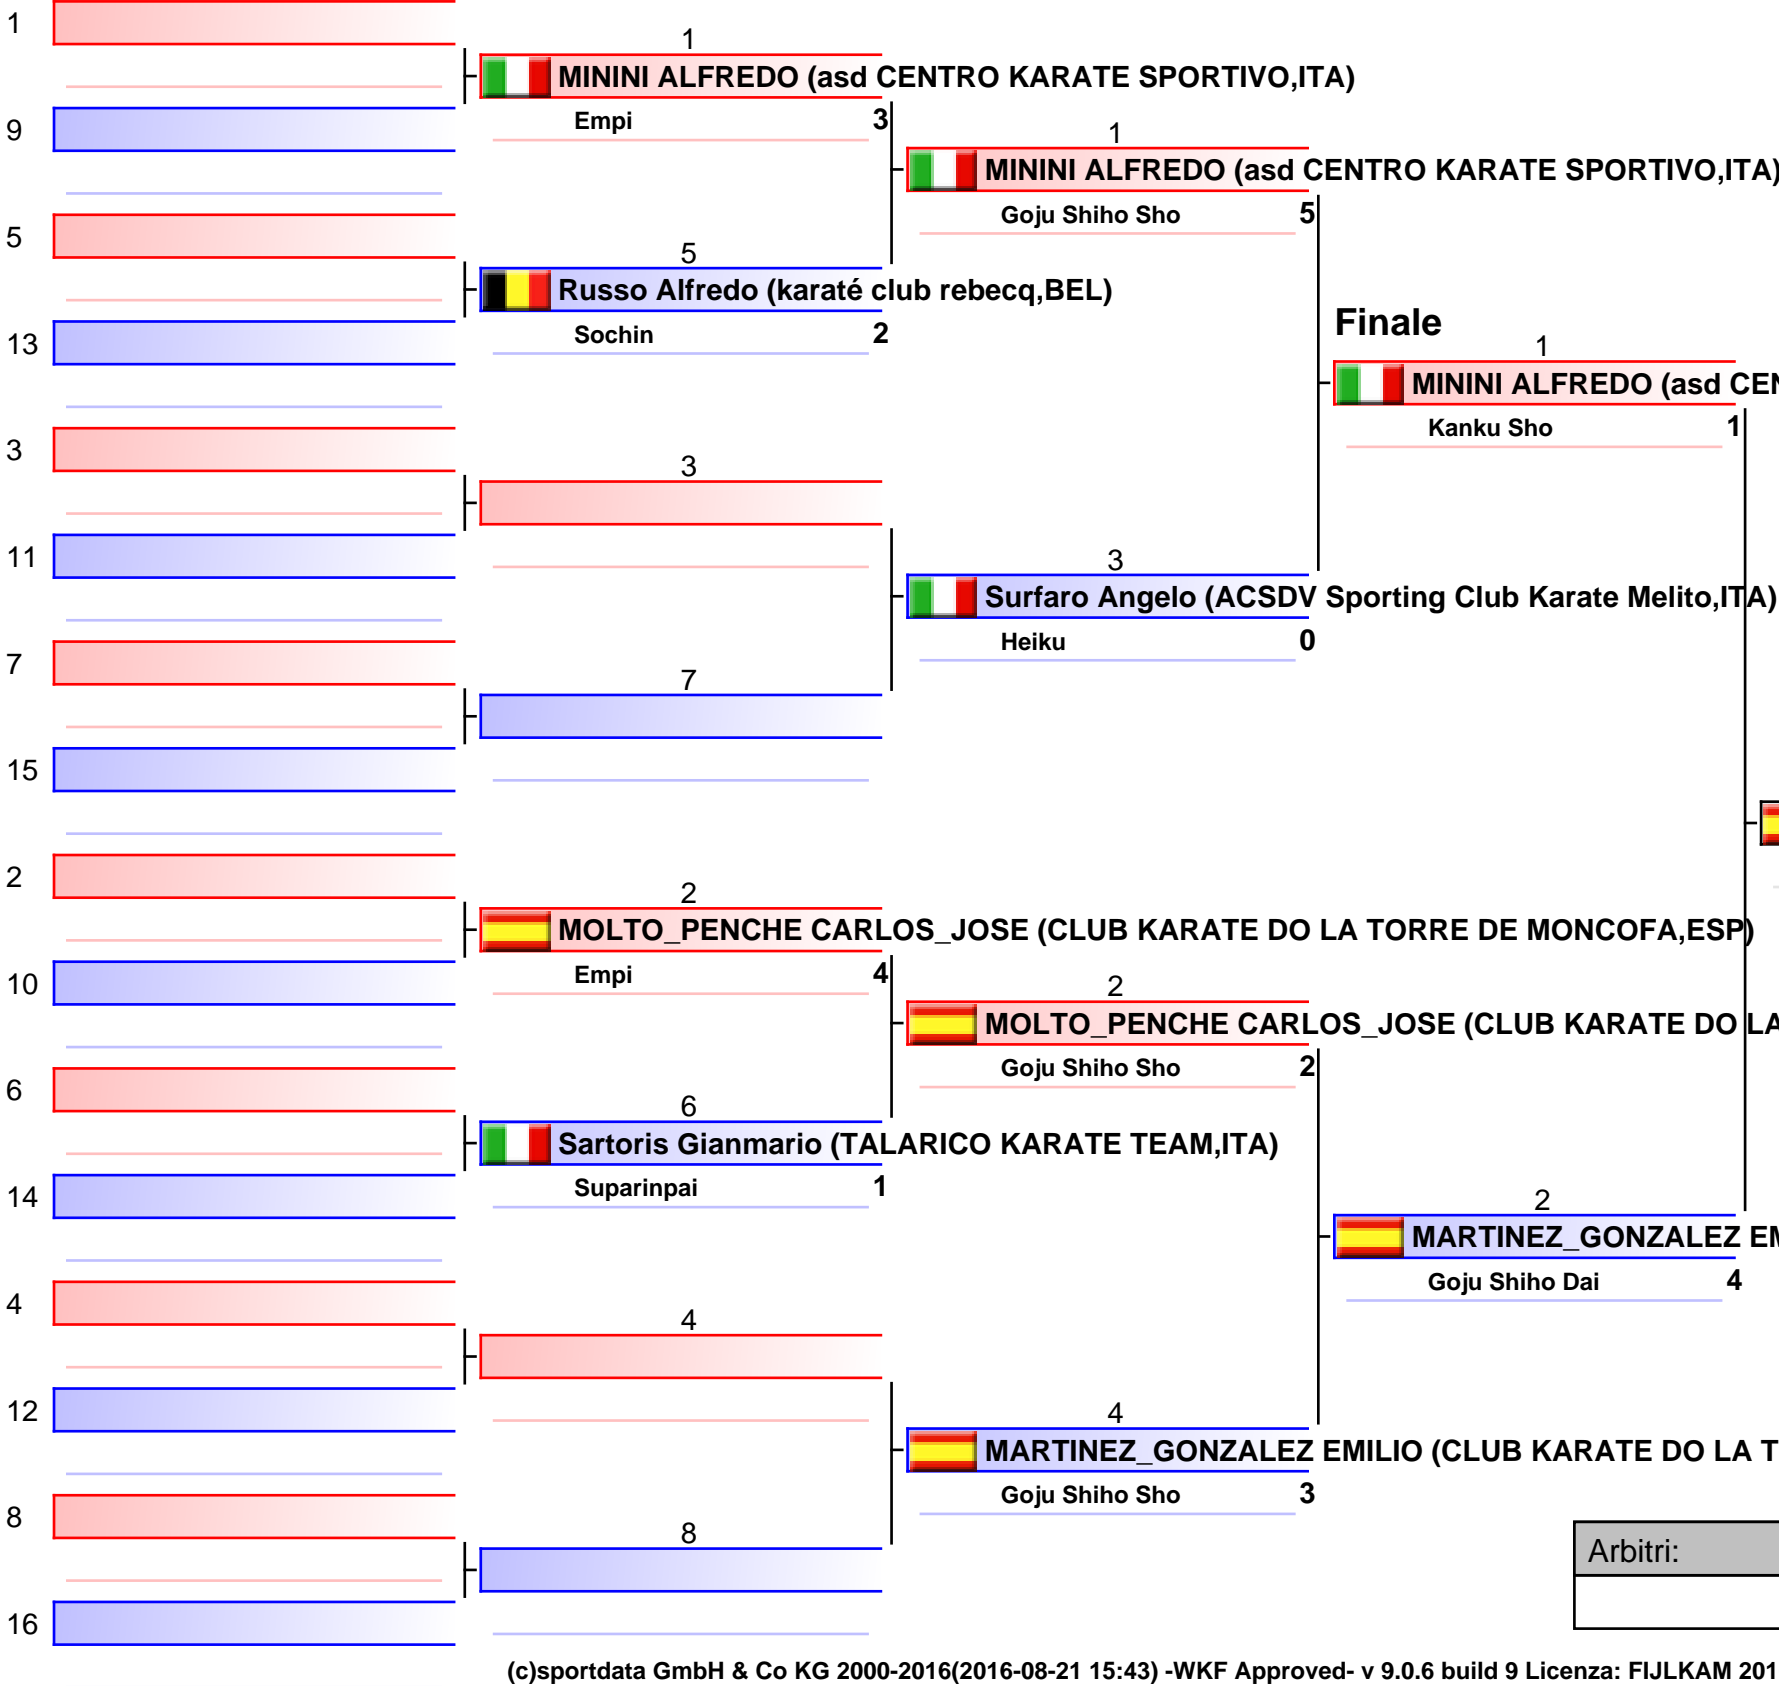 1
9
5
13
3
11
7
15
2
10
6
14
4
12
8
16
1
MININI ALFREDO (asd CENTRO KARATE SPORTIVO,ITA)
Empi 3
5
Russo Alfredo (karaté club rebecq,BEL)
Sochin 2
3
7
2
MOLTO_PENCHE CARLOS_JOSE (CLUB KARATE DO LA TORRE DE MONCOFA,ESP)
Empi 4
6
Sartoris Gianmario (TALARICO KARATE TEAM,ITA)
Suparinpai 1
4
8
1
MININI ALFREDO (asd CENTRO KARATE SPORTIVO,ITA)
Goju Shiho Sho 5
3
Surfaro Angelo (ACSDV Sporting Club Karate Melito,ITA)
Heiku 0
2
MOLTO_PENCHE CARLOS_JOSE (CLUB KARATE DO LA
Goju Shiho Sho 2
4
MARTINEZ_GONZALEZ EMILIO (CLUB KARATE DO LA T
Goju Shiho Sho 3
Finale
1
MININI ALFREDO (asd CEN
Kanku Sho 1
2
MARTINEZ_GONZALEZ EM
Goju Shiho Dai 4
Arbitri:
(c)sportdata GmbH & Co KG 2000-2016(2016-08-21 15:43) -WKF Approved- v 9.0.6 build 9 Licenza: FIJLKAM 201